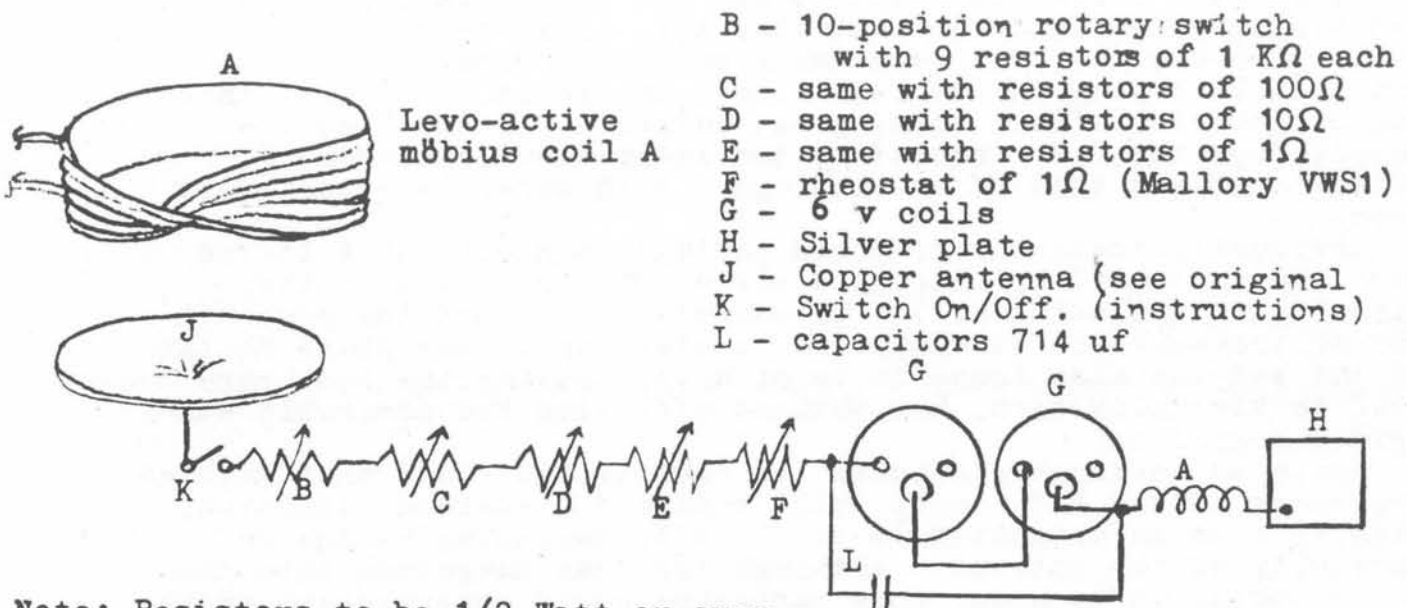 A
Levo-active
möbius coil A
B - 10-position rotary switch
with 9 resistors of 1 KΩ each
C - same with resistors of 100Ω
D - same with resistors of 10Ω
E - same with resistors of 1Ω
F - rheostat of 1Ω (Mallory VWS1)
G - 6 v coils
H - Silver plate
J - Copper antenna (see original
K - Switch On/Off. (instructions)
L - capacitors 714 uf
J
G G H
K B C D E F A
L
Note: Resistors to be 1/2 Watt or